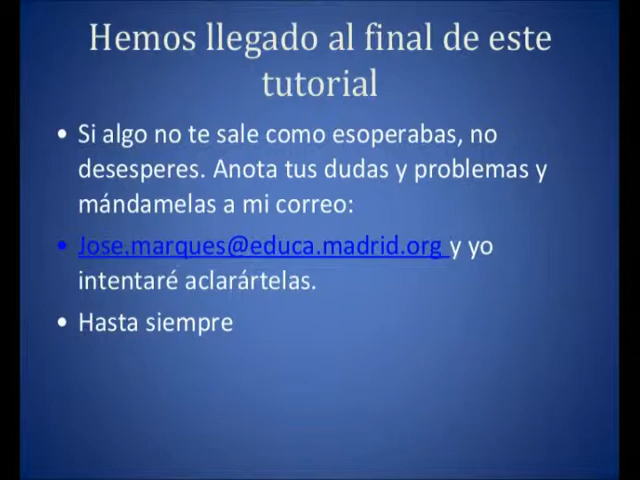 Hemos llegado al final de este
tutorial
• Si algo no te sale como esoperabas, no
desesperes. Anota tus dudas y problemas y
mándamelas a mi correo:
• Jose.marques@educa.madrid.org y yo
intentaré aclarártelas.
• Hasta siempre